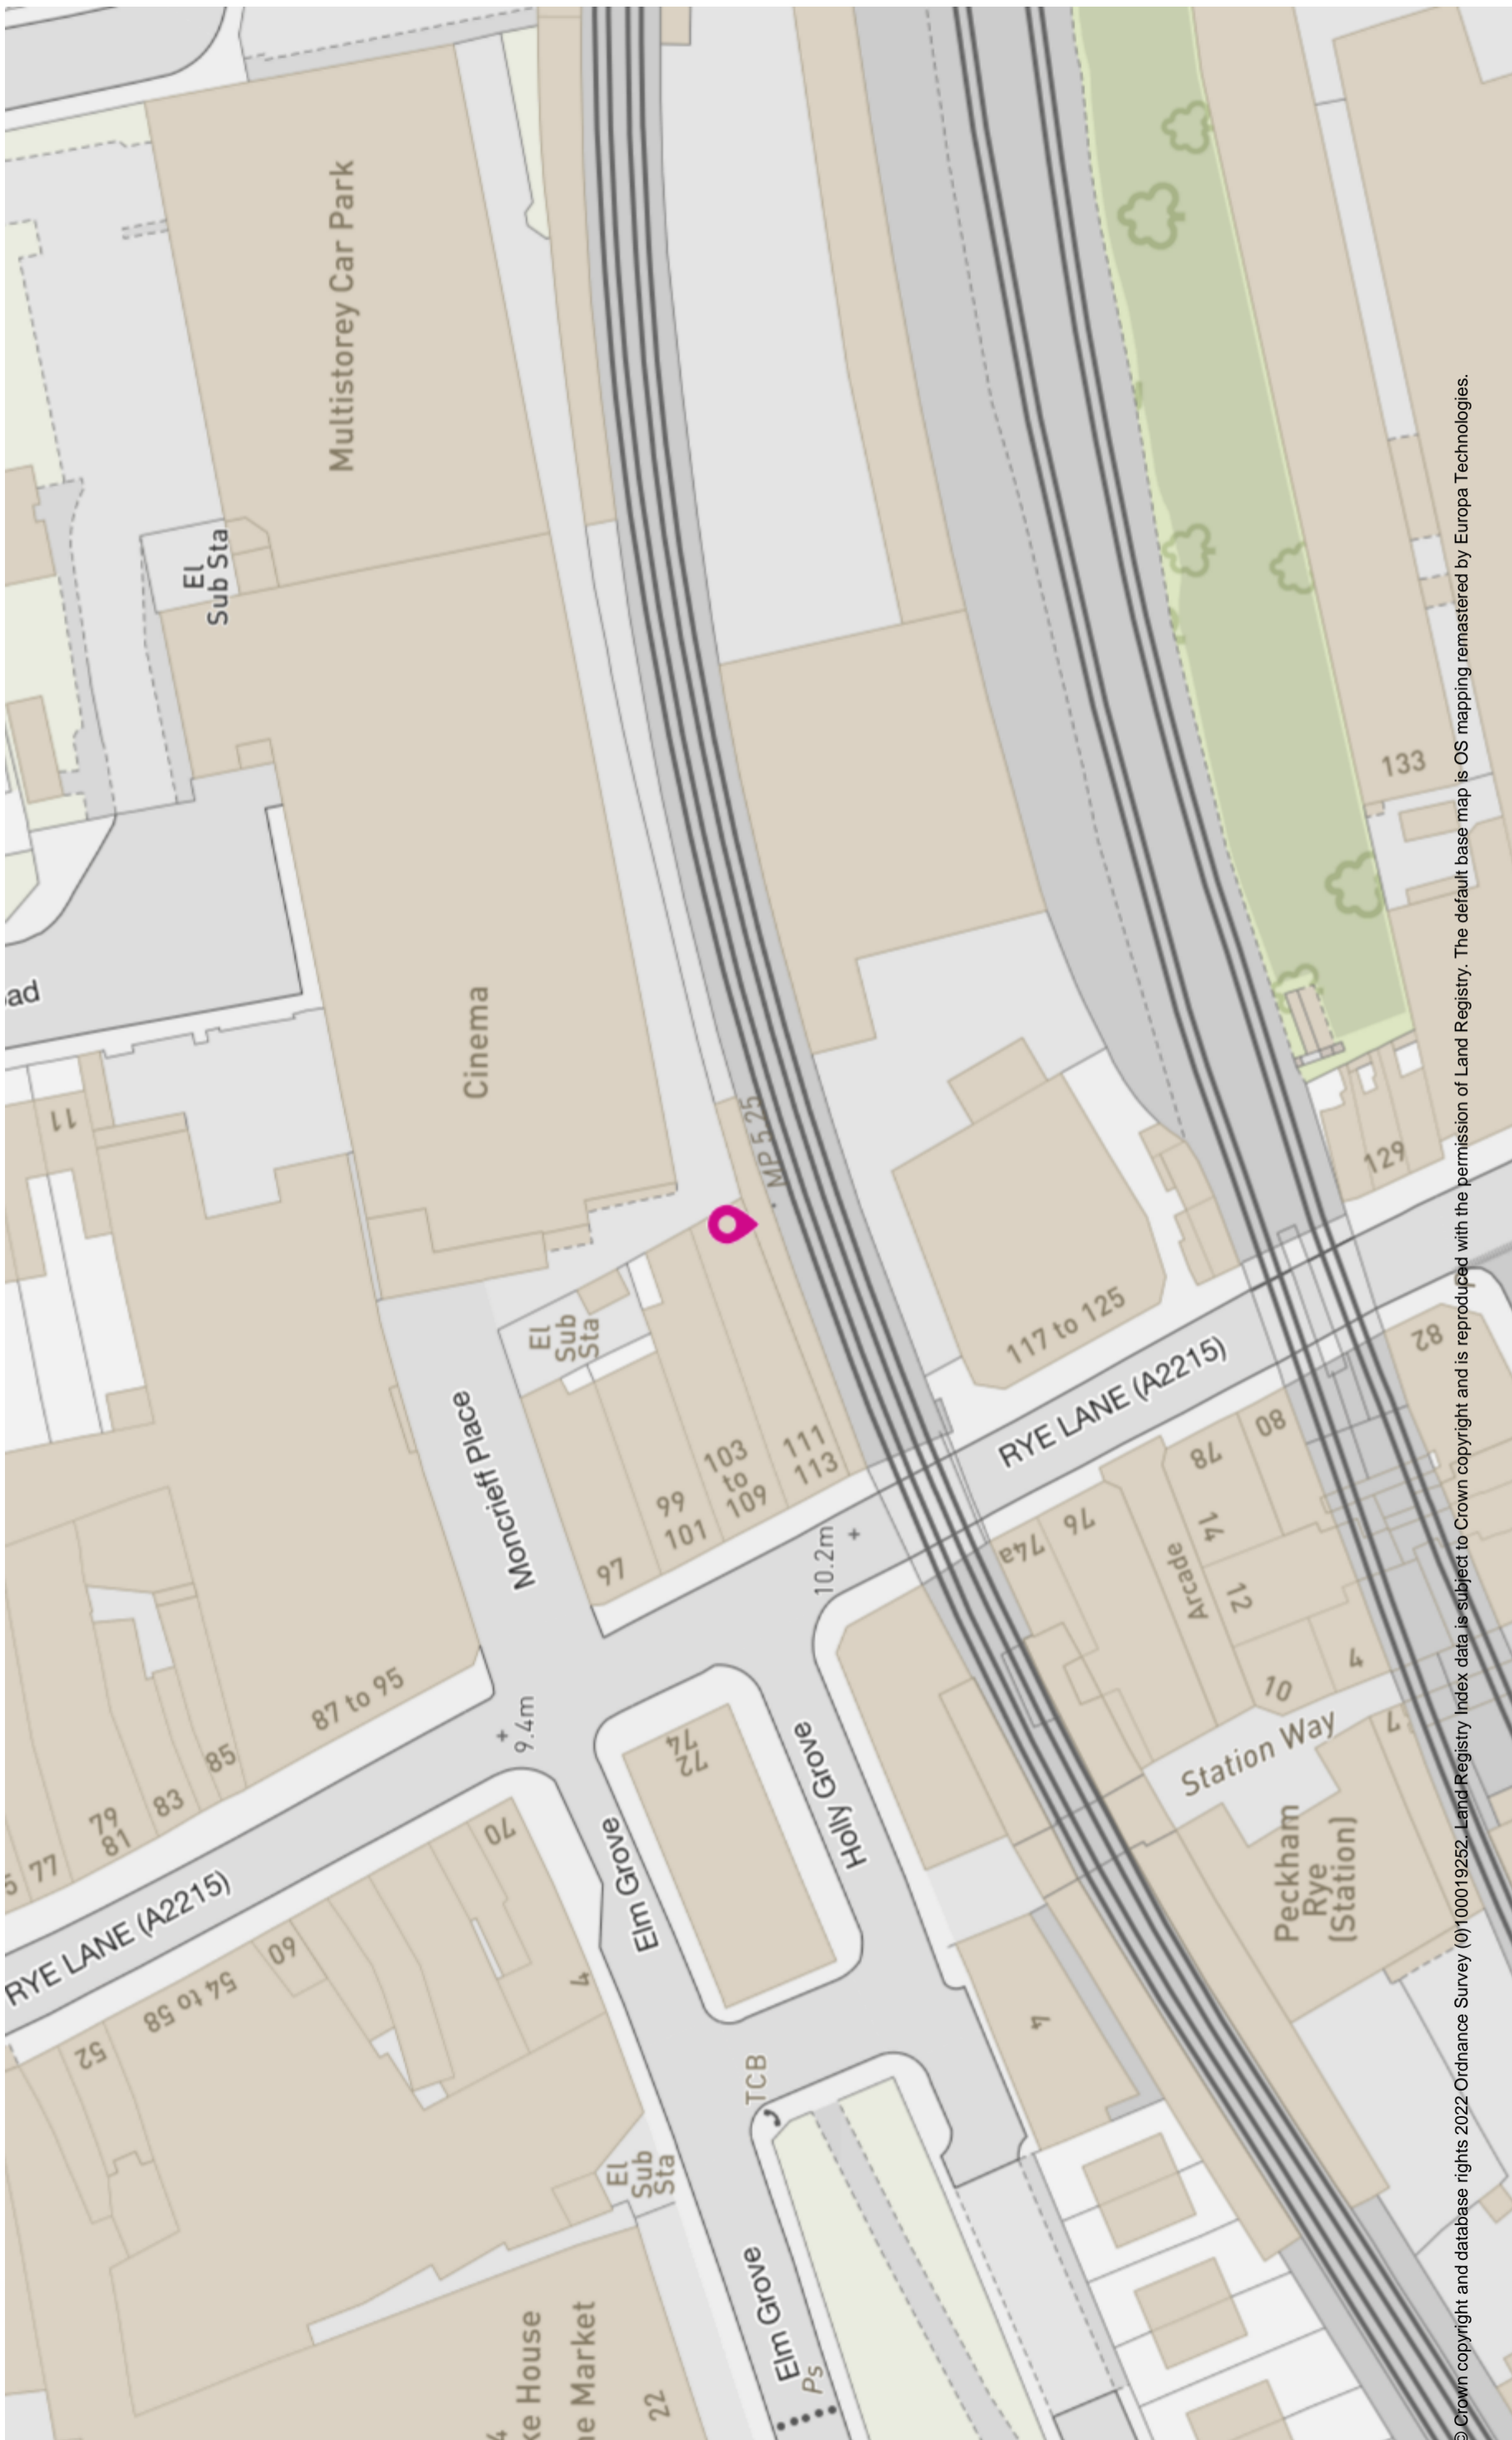 Multistorey Car Park
El
Sub Sta
133
ad
Cinema
11
MP 5.25
129
117 to 125
El
Sub
Sta
82
RYE LANE (A2215)
Moncrieff Place
111
113
103
to
109
99
101
97
80
78
76
74a
10.2m
14
Arcade
12
10
4
7
87 to 95
9.4m
Station Way
74
72
Holly Grove
85
83
79
81
77
70
Elm Grove
Peckham
Rye
(Station)
RYE LANE (A2215)
60
54 to 58
52
4
4
TCB
El
Sub
Sta
Elm Grove
Ps
ke House
ne Market
22
© Crown copyright and database rights 2022 Ordnance Survey (0)100019252. Land Registry Index data is subject to Crown copyright and is reproduced with the permission of Land Registry. The default base map is OS mapping remastered by Europa Technologies.